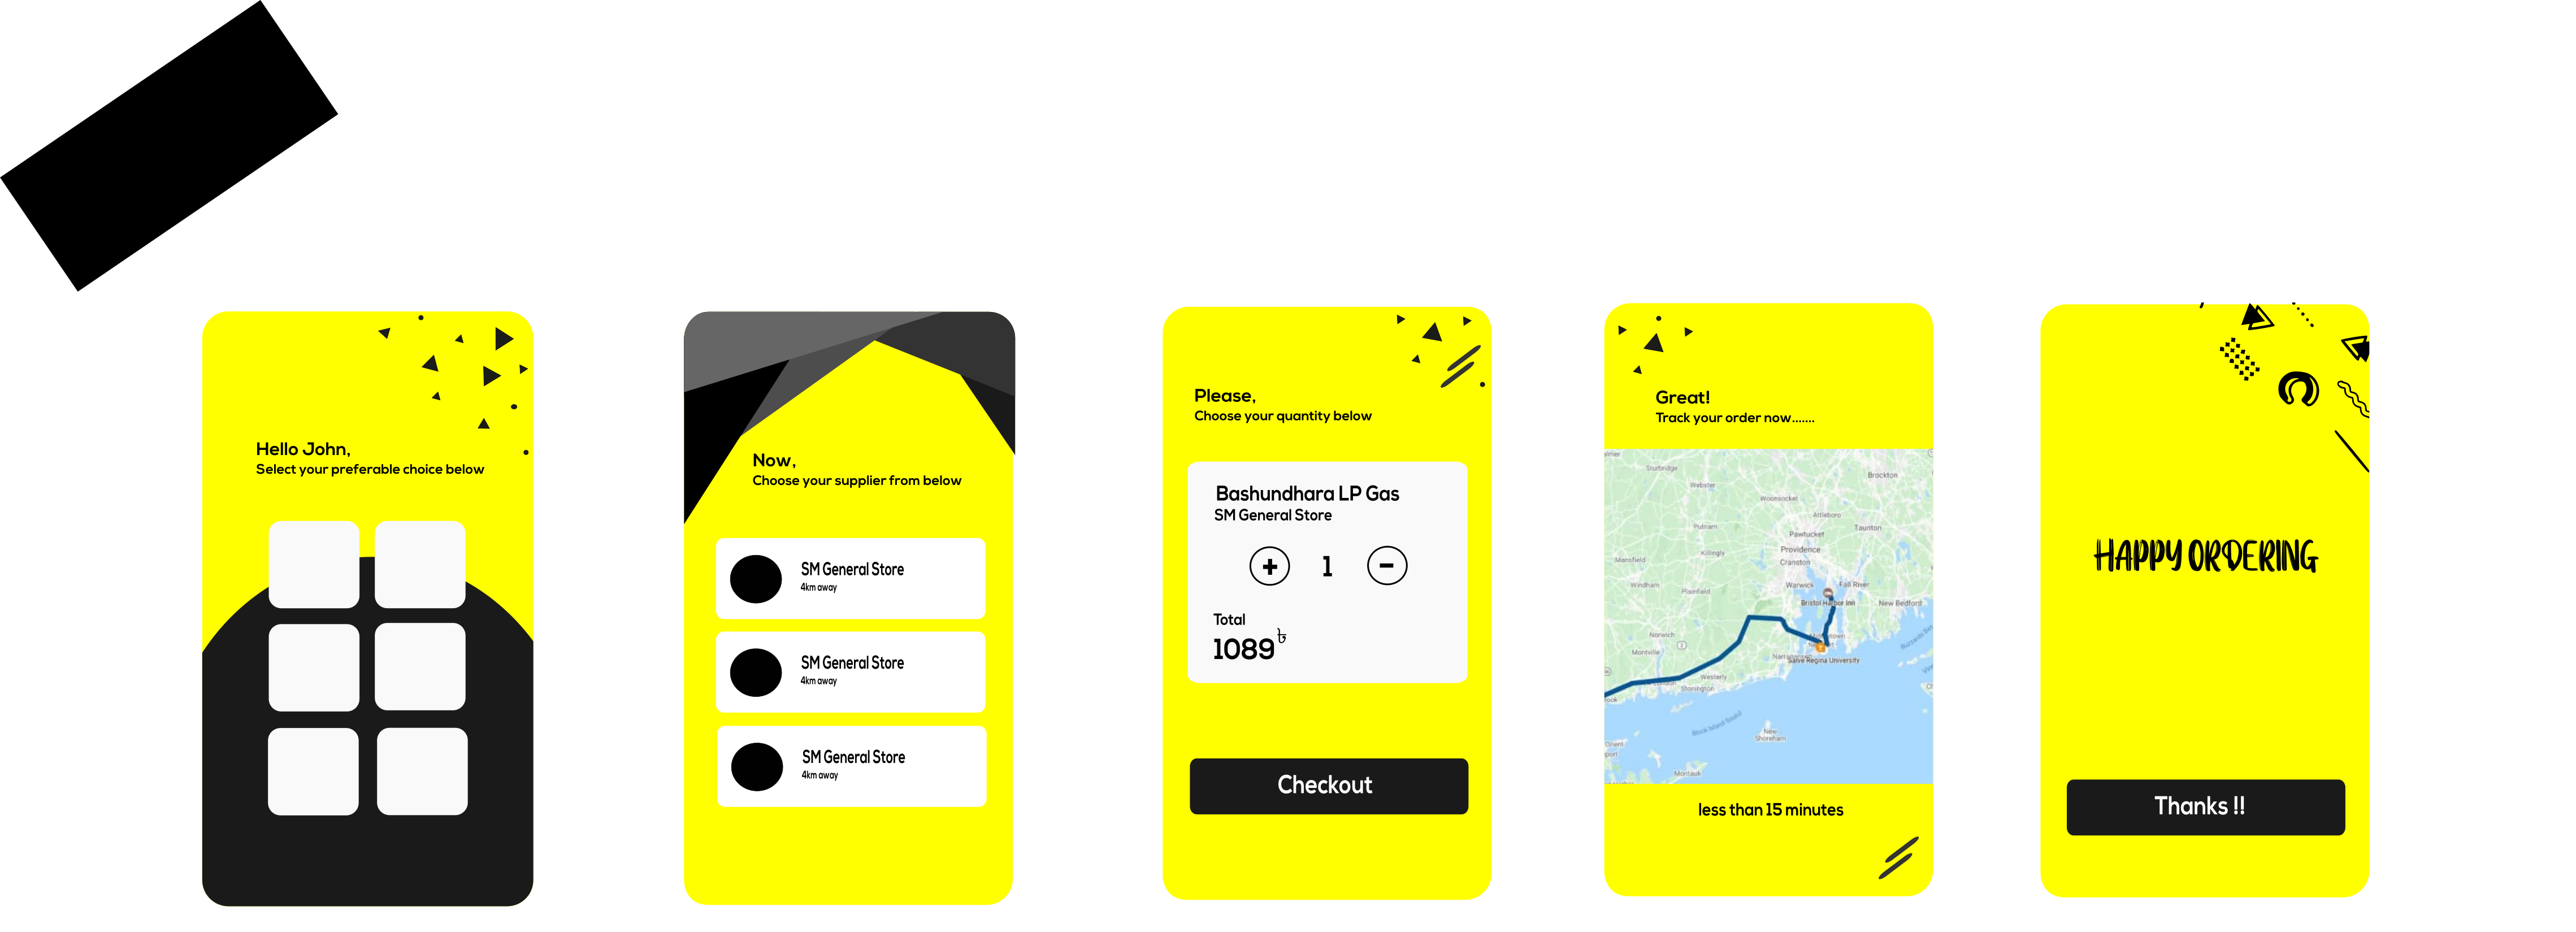 Hello John,
Select your preferable choice below
Now,
Choose your supplier from below
SM General Store
4km away
SM General Store
4km away
SM General Store
4km away
Please,
Choose your quantity below
Bashundhara LP Gas
SM General Store
+ 1 -
Total
1089৳
Checkout
Great!
Track your order now.......
Sturbridge
Brockton
Webster
Woonsocket
Attleboro
Putnam
Pawtucket
Taunton
Mansfield
Killingly
Providence
Cranston
Windham
Plainfield
Warwick
Fall River
Bristol Harbor Inn
New Bedford
Norwich
Montville
2
Salve Regina University
Westerly
Stonington
Block Island Sound
New
Shoreham
Montauk
less than 15 minutes
HAPPY ORDERING
Thanks !!